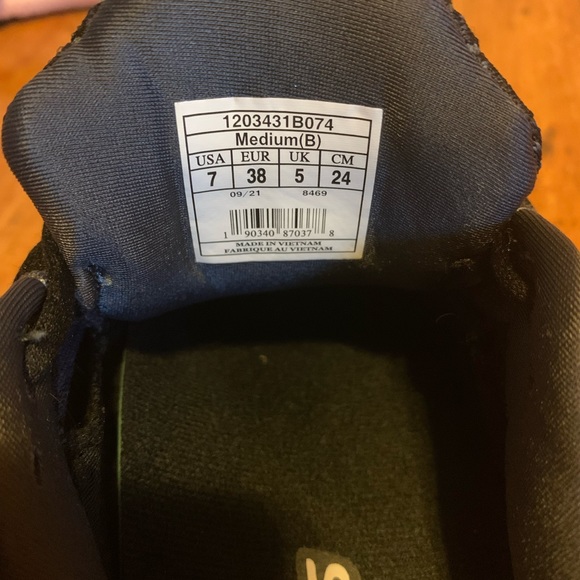 1203431B074
Medium(B)
USA EUR UK CM
7 38 5 24
09/21 8469
1 90340 87037 8
MADE IN VIETNAM
FABRIQUE AU VIETNAM
S